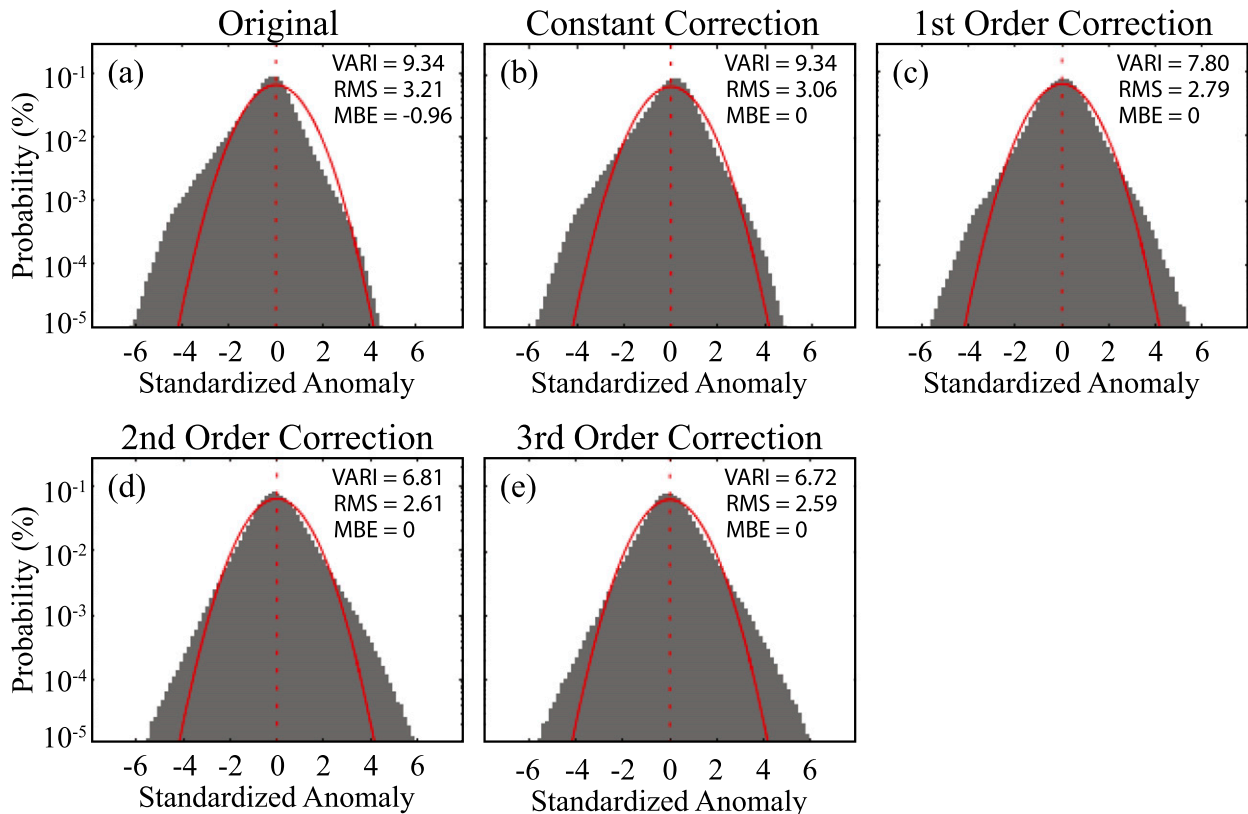 Original
Constant Correction
1st Order Correction
(a)
VARI = 9.34
RMS = 3.21
MBE = -0.96
(b)
VARI = 9.34
RMS = 3.06
MBE = 0
(c)
VARI = 7.80
RMS = 2.79
MBE = 0
Probability (%)
10-1
10-2
10-3
10-4
10-5
-6 -4 -2 0 2 4 6
-6 -4 -2 0 2 4 6
-6 -4 -2 0 2 4 6
Standardized Anomaly
Standardized Anomaly
Standardized Anomaly
2nd Order Correction
3rd Order Correction
(d)
VARI = 6.81
RMS = 2.61
MBE = 0
(e)
VARI = 6.72
RMS = 2.59
MBE = 0
Probability (%)
10-1
10-2
10-3
10-4
10-5
-6 -4 -2 0 2 4 6
-6 -4 -2 0 2 4 6
Standardized Anomaly
Standardized Anomaly